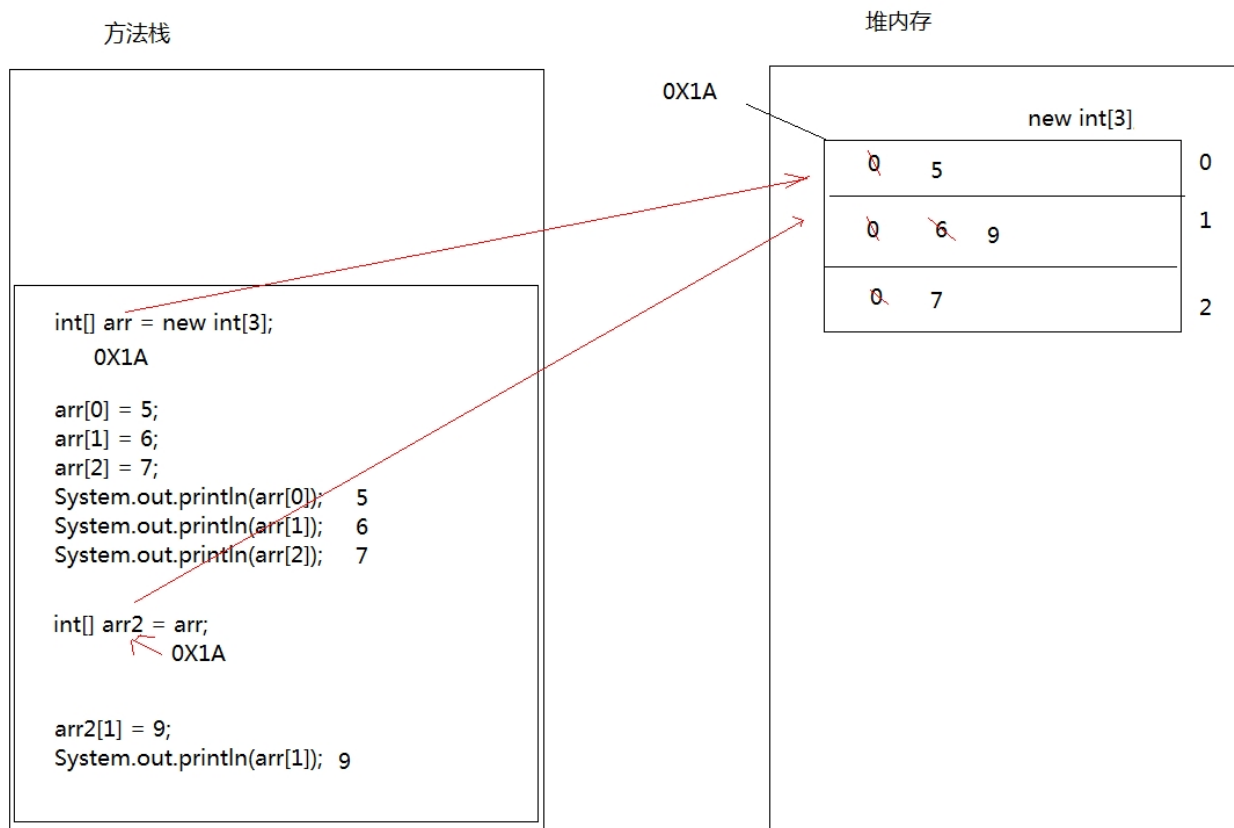 方法栈
堆内存
0X1A
new int[3]
0 5 0
0 6 9 1
0 7 2
int[] arr = new int[3];
0X1A
arr[0] = 5;
arr[1] = 6;
arr[2] = 7;
System.out.println(arr[0]); 5
System.out.println(arr[1]); 6
System.out.println(arr[2]); 7
int[] arr2 = arr;
0X1A
arr2[1] = 9;
System.out.println(arr[1]); 9